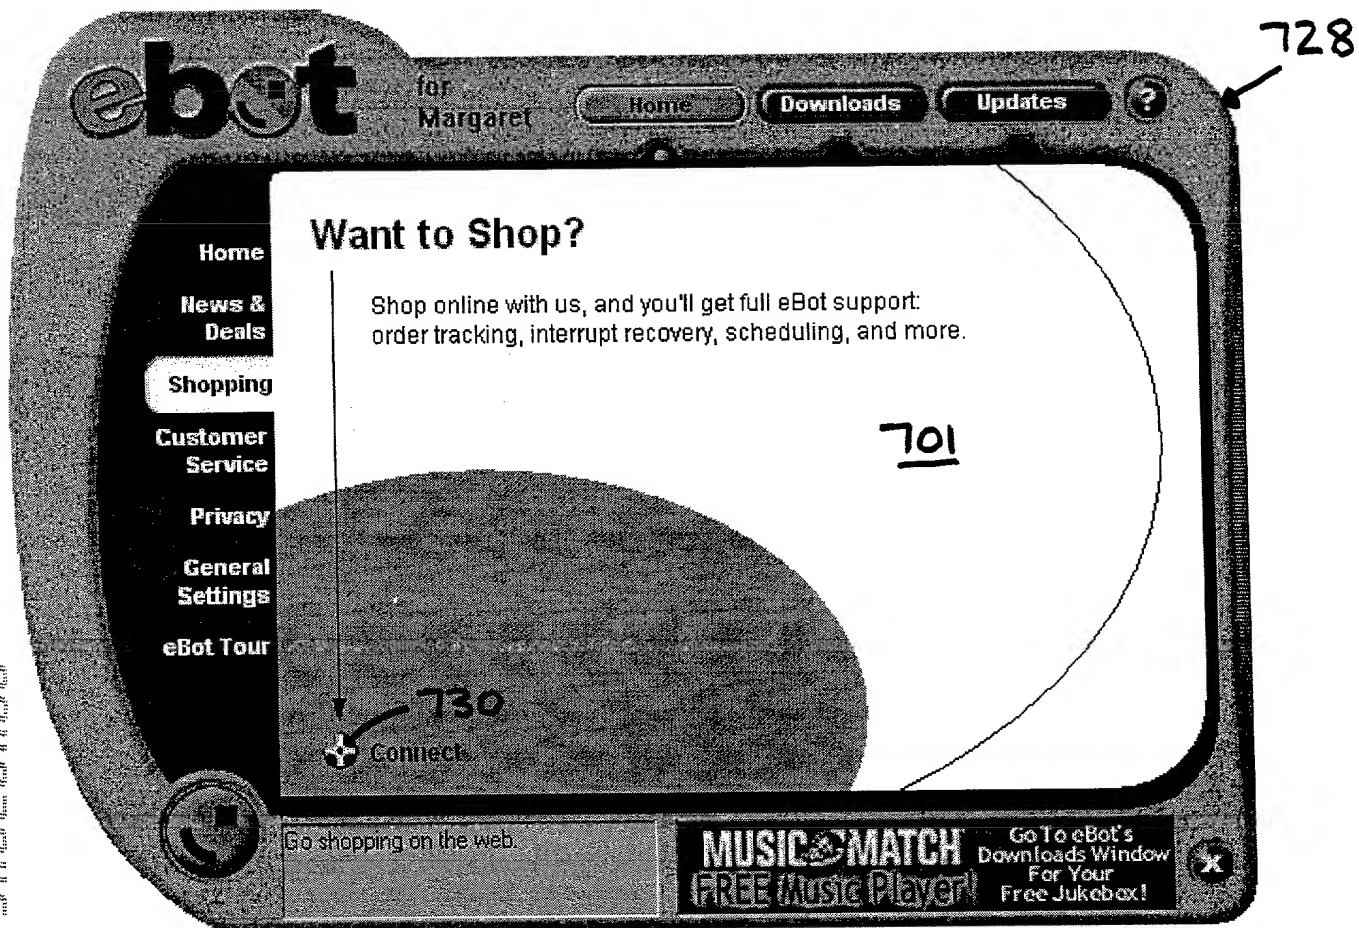 728
ebot
for
Margaret
Home
Downloads
Updates
?
Want to Shop?
Shop online with us, and you'll get full eBot support:
order tracking, interrupt recovery, scheduling, and more.
Home
News &
Deals
Shopping
Customer
Service
Privacy
General
Settings
eBot Tour
701
730
Connect
Go shopping on the web.
MUSICMATCH
FREE Music Player!
Go To eBot's
Downloads Window
For Your
Free Jukebox!
X